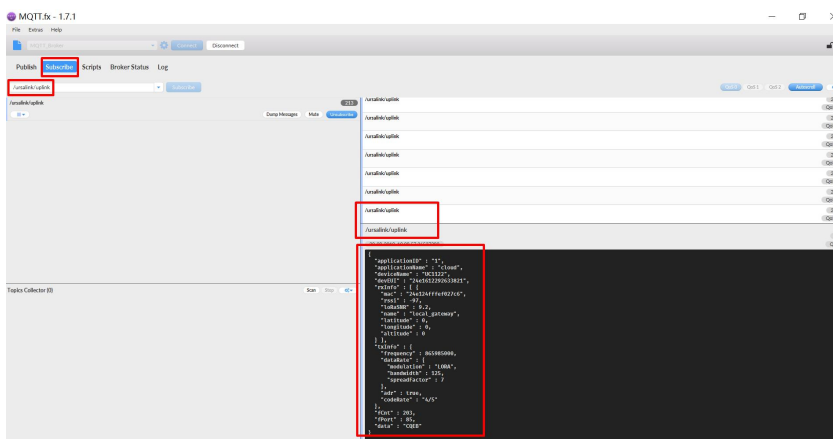 MQTT.fx - 1.7.1
File Extras Help
MQTT_Broker Connect Disconnect
Publish Subscribe Scripts Broker Status Log
/ursalink/uplink Subscribe
QoS 0 QoS 1 QoS 2 Autoscroll
/ursalink/uplink
Dump Messages Mute Unsubscribe
/ursalink/uplink
/ursalink/uplink
/ursalink/uplink
/ursalink/uplink
/ursalink/uplink
/ursalink/uplink
/ursalink/uplink
/ursalink/uplink
Topics Collector (0) Scan Stop
{
"applicationID" : "1",
"applicationName" : "cloud",
"deviceName" : "UC1122",
"devEUI" : "24e1612292633821",
"rxInfo" : [ {
"mac" : "24e124fffef027c6",
"rssi" : -97,
"loRaSNR" : 9.2,
"name" : "local_gateway",
"latitude" : 0,
"longitude" : 0,
"altitude" : 0
} ],
"txInfo" : {
"frequency" : 865985000,
"dataRate" : {
"modulation" : "LORA",
"bandwidth" : 125,
"spreadFactor" : 7
},
"adr" : true,
"codeRate" : "4/5"
},
"fCnt" : 203,
"fPort" : 85,
"data" : "CQEB"
}